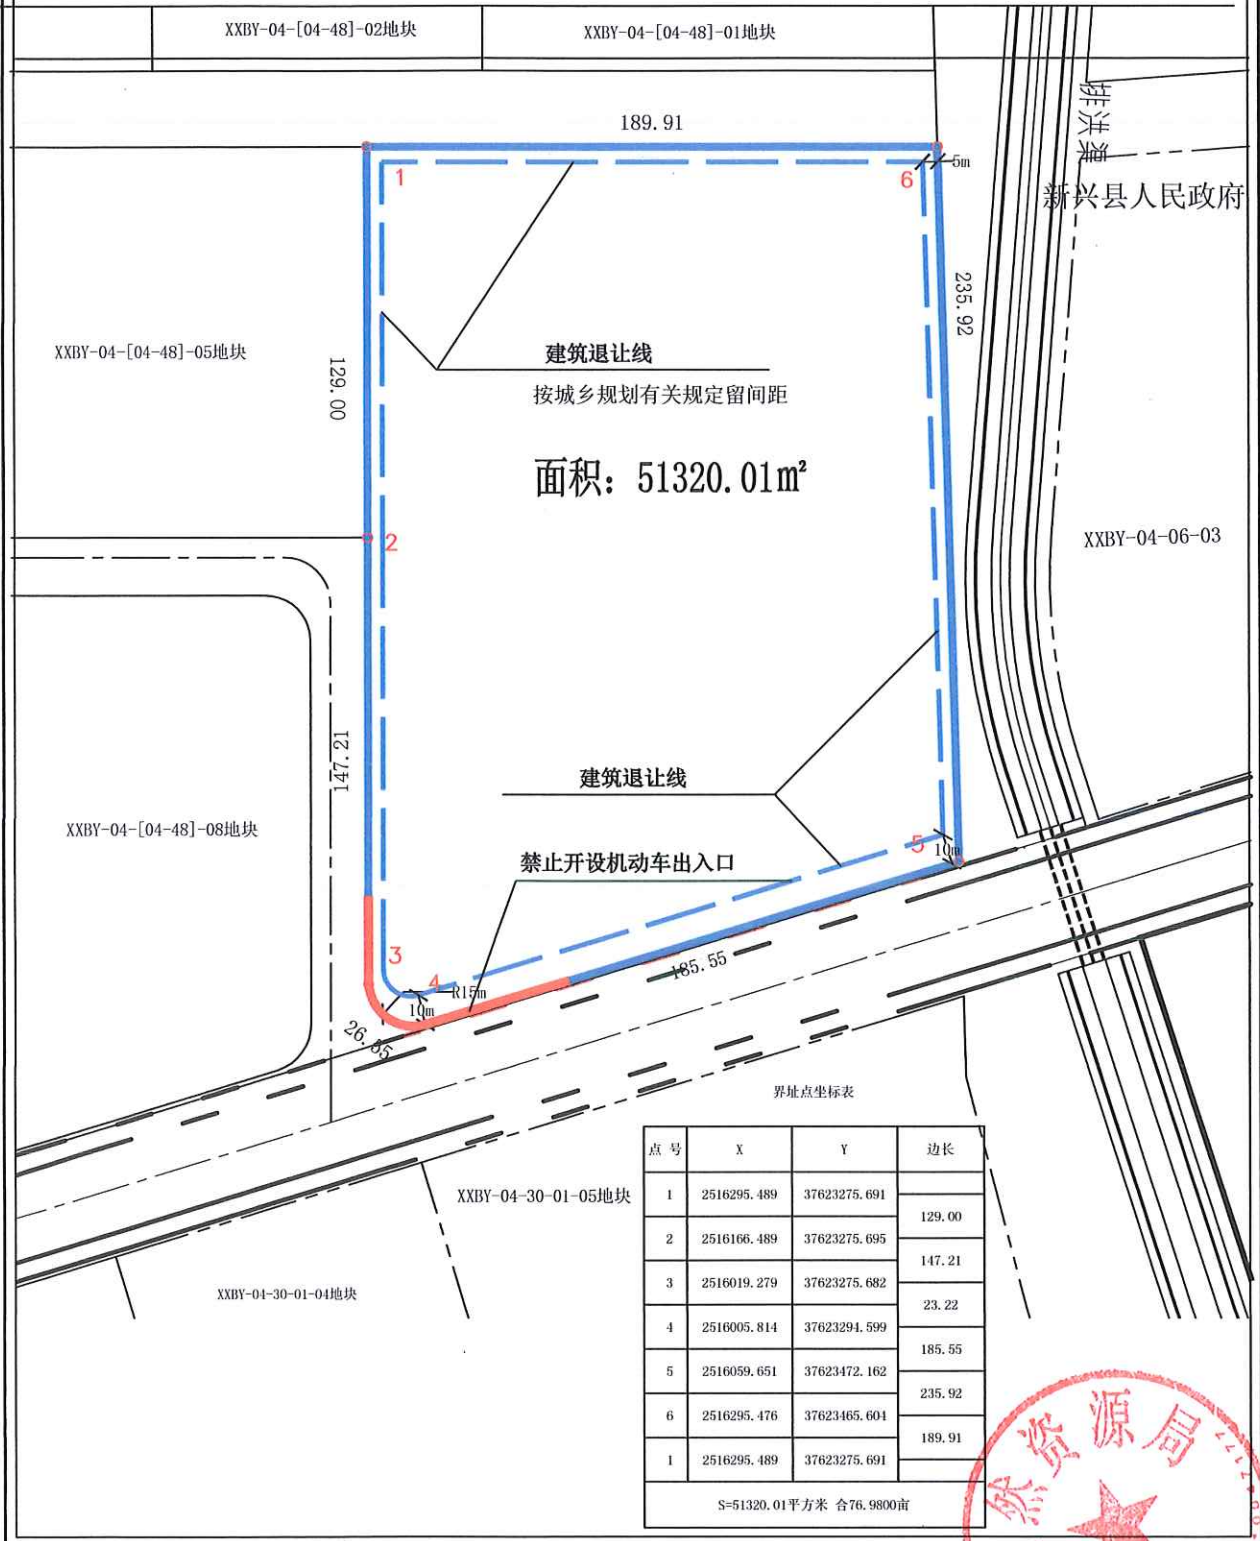 XXBY-04-[04-48]-02地块
XXBY-04-[04-48]-01地块
189.91
排洪渠
1
6
5m
新兴县人民政府
235.92
XXBY-04-[04-48]-05地块
129.00
建筑退让线
按城乡规划有关规定留间距
面积：51320.01m²
2
XXBY-04-06-03
147.21
建筑退让线
XXBY-04-[04-48]-08地块
5
10m
禁止开设机动车出入口
3
185.55
4
R15m
10m
26.55
界址点坐标表
点号 X Y 边长
1 2516295.489 37623275.691
129.00
2 2516166.489 37623275.695
147.21
3 2516019.279 37623275.682
23.22
4 2516005.814 37623294.599
185.55
5 2516059.651 37623472.162
235.92
6 2516295.476 37623465.604
189.91
1 2516295.489 37623275.691
S=51320.01平方米 合76.9800亩
XXBY-04-30-01-05地块
XXBY-04-30-01-04地块
然资源局